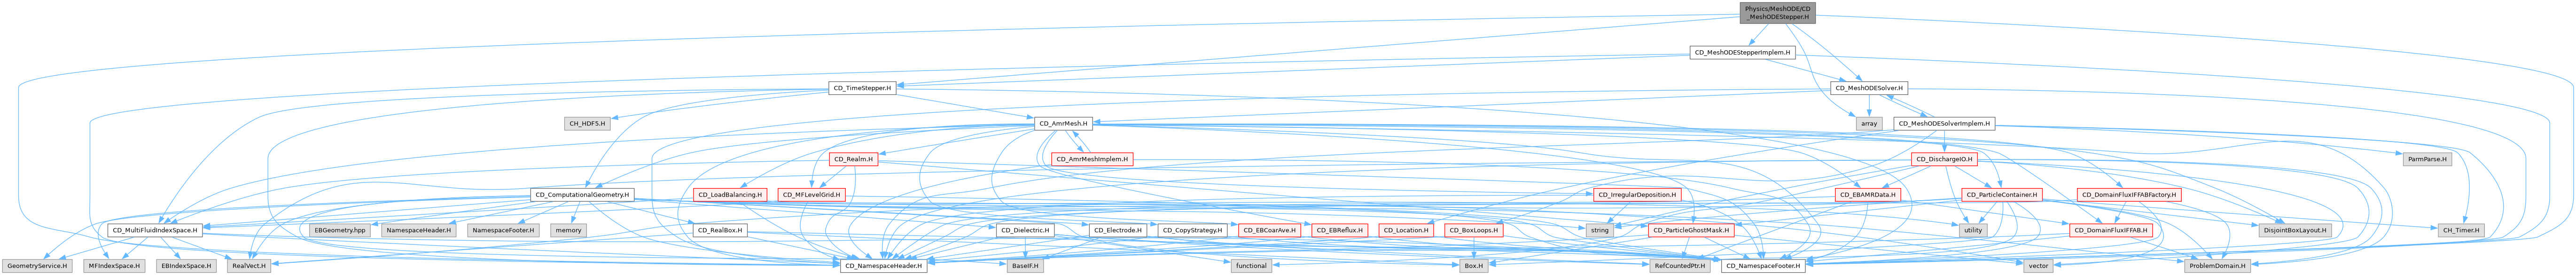 Physics/MeshODE/CD
_MeshODEStepper.H
CD_MeshODEStepperImplem.H
CD_TimeStepper.H
CD_MeshODESolver.H
CH_HDF5.H
CD_AmrMesh.H
array
CD_MeshODESolverImplem.H
CD_Realm.H
CD_AmrMeshImplem.H
CD_DischargeIO.H
ParmParse.H
CD_ComputationalGeometry.H
CD_LoadBalancing.H
CD_MFLevelGrid.H
CD_IrregularDeposition.H
CD_EBAMRData.H
CD_ParticleContainer.H
CD_DomainFluxIFFABFactory.H
CD_MultiFluidIndexSpace.H
EBGeometry.hpp
NamespaceHeader.H
NamespaceFooter.H
memory
CD_RealBox.H
CD_Dielectric.H
CD_Electrode.H
CD_CopyStrategy.H
CD_EBCoarAve.H
CD_EBReflux.H
CD_Location.H
CD_BoxLoops.H
string
CD_ParticleGhostMask.H
utility
CD_DomainFluxIFFAB.H
DisjointBoxLayout.H
CH_Timer.H
GeometryService.H
MFIndexSpace.H
EBIndexSpace.H
RealVect.H
CD_NamespaceHeader.H
BaseIF.H
functional
Box.H
RefCountedPtr.H
CD_NamespaceFooter.H
vector
ProblemDomain.H